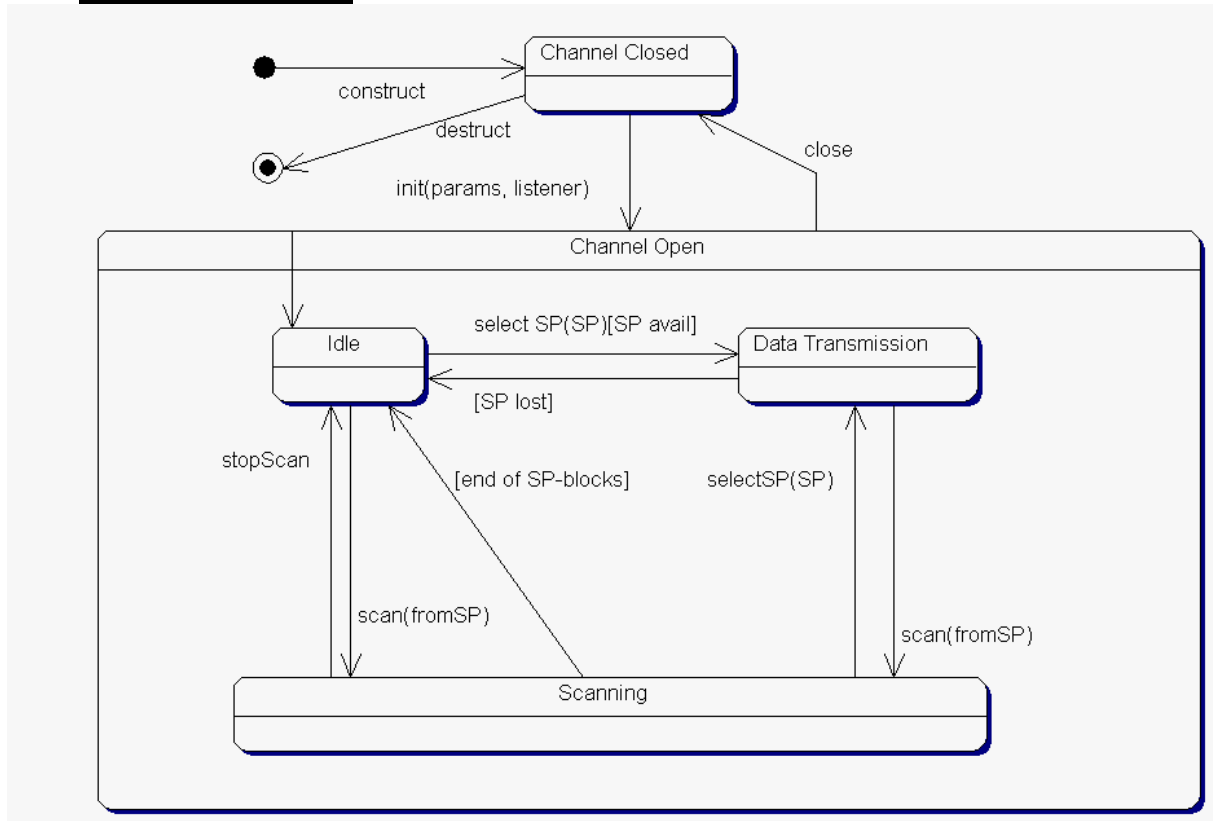 Channel Closed
construct
destruct
close
init(params, listener)
Channel Open
select SP(SP)[SP avail]
Idle
Data Transmission
[SP lost]
stopScan
[end of SP-blocks]
selectSP(SP)
scan(fromSP)
scan(fromSP)
Scanning